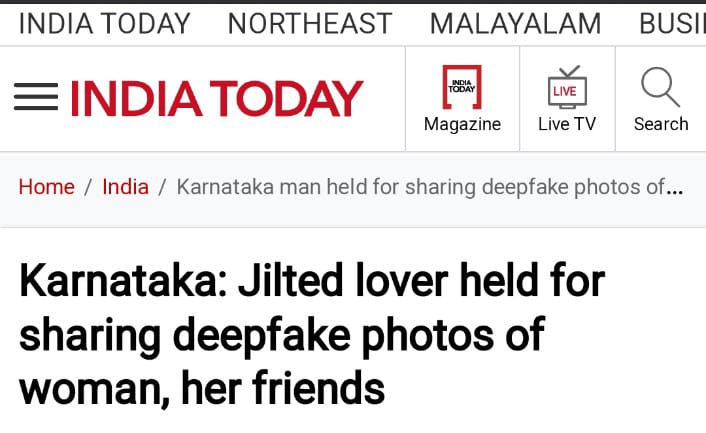 INDIA TODAY NORTHEAST MALAYALAM BUSI
INDIA TODAY
INDIA TODAY
Magazine
LIVE
Live TV
Search
Home / India / Karnataka man held for sharing deepfake photos of...
Karnataka: Jilted lover held for
sharing deepfake photos of
woman, her friends